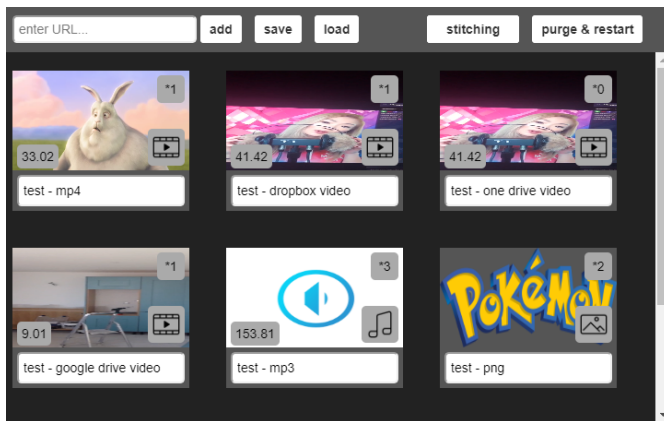 enter URL...
add
save
load
stitching
purge & restart
*1
33.02
test - mp4
*1
41.42
test - dropbox video
*0
41.42
test - one drive video
*1
9.01
test - google drive video
*3
153.81
test - mp3
*2
POKéMON
test - png